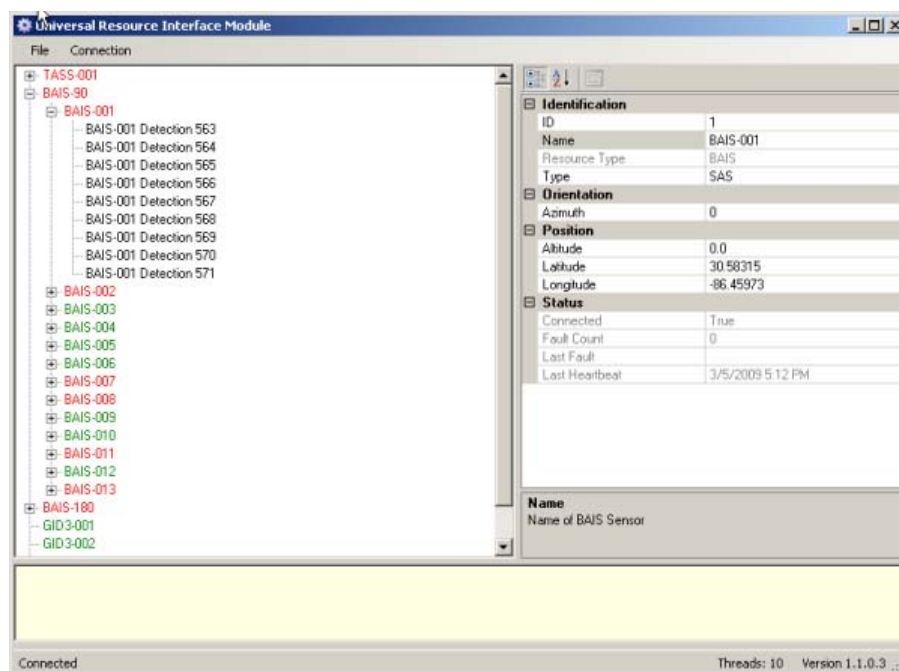 Universal Resource Interface Module
File Connection
TASS-001
BAIS-90
BAIS-001
BAIS-001 Detection 563
BAIS-001 Detection 564
BAIS-001 Detection 565
BAIS-001 Detection 566
BAIS-001 Detection 567
BAIS-001 Detection 568
BAIS-001 Detection 569
BAIS-001 Detection 570
BAIS-001 Detection 571
BAIS-002
BAIS-003
BAIS-004
BAIS-005
BAIS-006
BAIS-007
BAIS-008
BAIS-009
BAIS-010
BAIS-011
BAIS-012
BAIS-013
BAIS-180
GID3-001
GID3-002
Identification
ID 1
Name BAIS-001
Resource Type BAIS
Type SAS
Orientation
Azimuth 0
Position
Altitude 0.0
Latitude 30.58315
Longitude -86.45973
Status
Connected True
Fault Count 0
Last Fault
Last Heartbeat 3/5/2009 5:12 PM
Name
Name of BAIS Sensor
Connected Threads: 10 Version 1.1.0.3